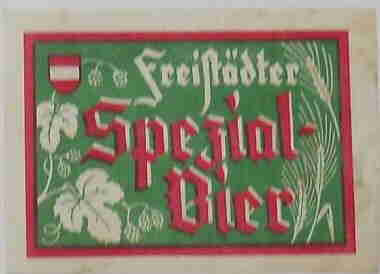 Freistädter
Spezial-
Bier